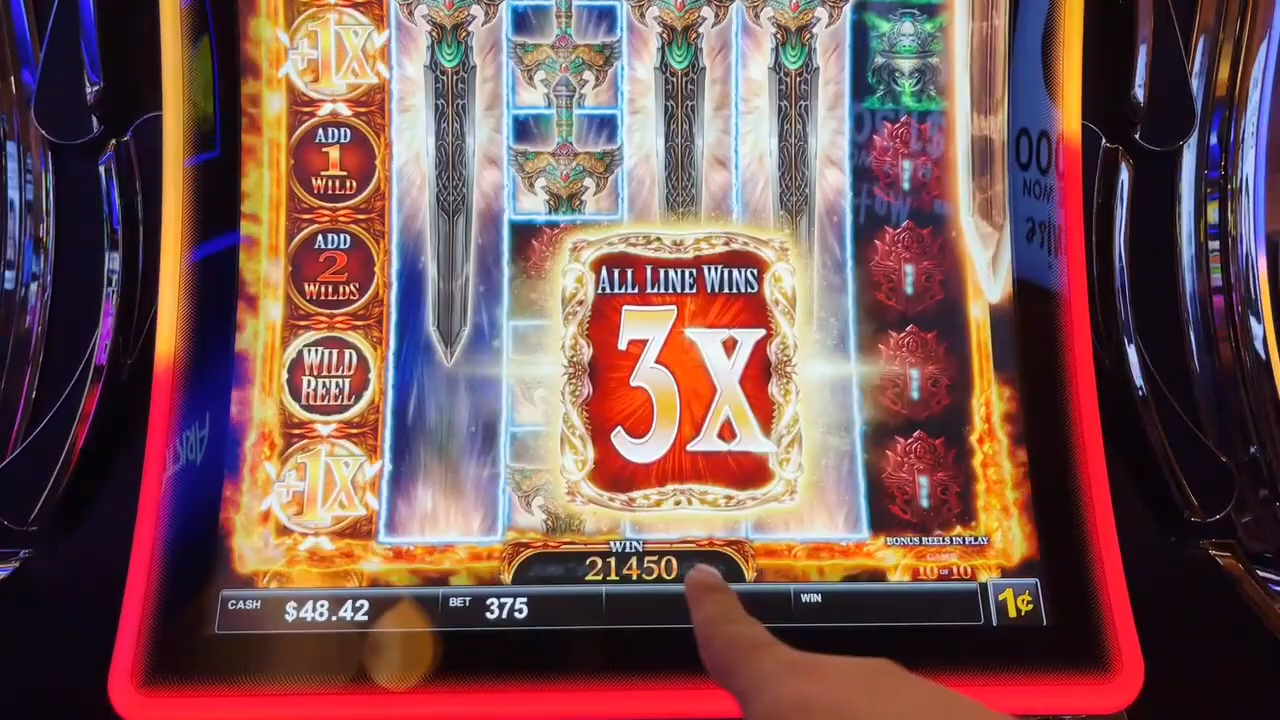 +1X
ADD
1
WILD
ADD
2
WILDS
WILD
REEL
+1X
ALL LINE WINS
3X
WIN
21450
BONUS REELS IN PLAY
GAME
10 OF 10
CASH $48.42
BET 375
WIN
1¢